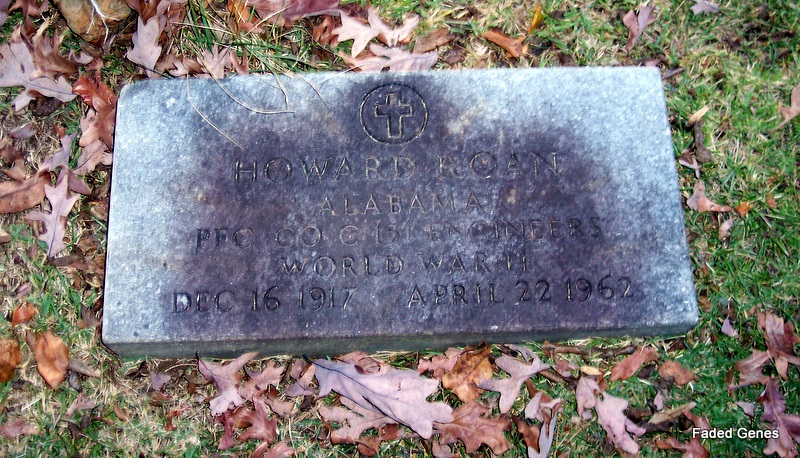 HOWARD ROAN
ALABAMA
PFC CO C 151 ENGINEERS
WORLD WAR II
DEC 16 1917 APRIL 22 1962
Faded Genes